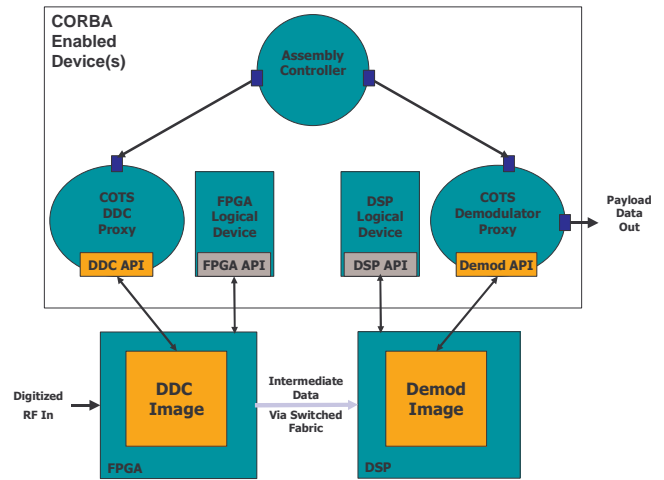 CORBA
Enabled
Device(s)
Assembly
Controller
COTS
DDC
Proxy
DDC API
FPGA
Logical
Device
FPGA API
DSP
Logical
Device
DSP API
COTS
Demodulator
Proxy
Demod API
Payload
Data
Out
Digitized
RF In
DDC
Image
FPGA
Intermediate
Data
Via Switched
Fabric
Demod
Image
DSP